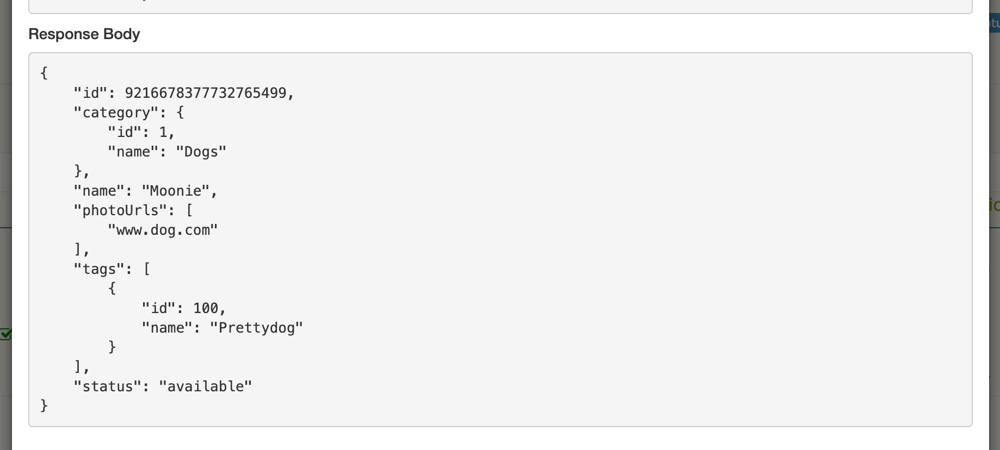 Response Body
{
    "id": 9216678377732765499,
    "category": {
        "id": 1,
        "name": "Dogs"
    },
    "name": "Moonie",
    "photoUrls": [
        "www.dog.com"
    ],
    "tags": [
        {
            "id": 100,
            "name": "Prettydog"
        }
    ],
    "status": "available"
}